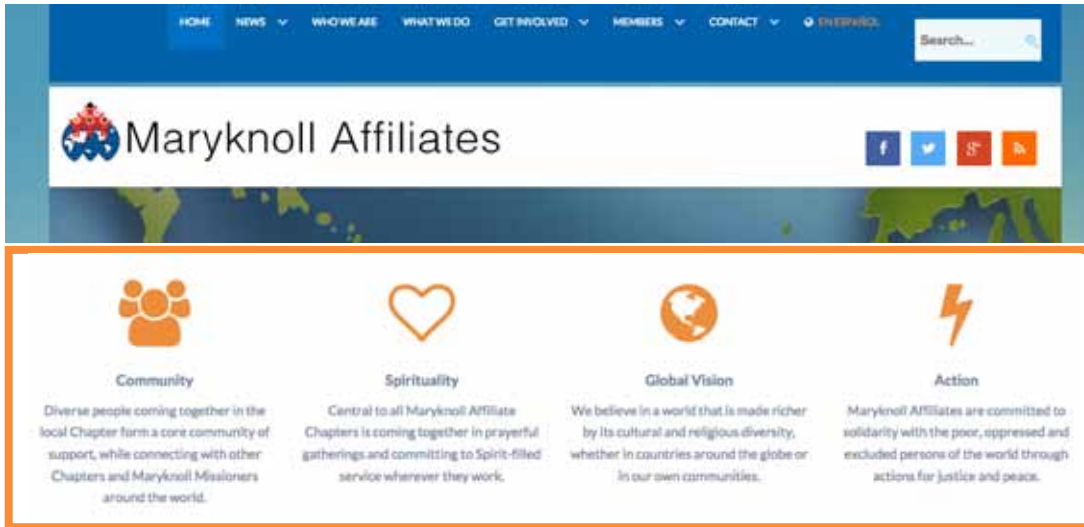 HOME NEWS WHO WE ARE WHAT WE DO GET INVOLVED MEMBERS CONTACT EN ESPAÑOL
Search...
Maryknoll Affiliates
Community
Diverse people coming together in the
local Chapter form a core community of
support, while connecting with other
Chapters and Maryknoll Missioners
around the world.
Spirituality
Central to all Maryknoll Affiliate
Chapters is coming together in prayerful
gatherings and committing to Spirit-filled
service wherever they work.
Global Vision
We believe in a world that is made richer
by its cultural and religious diversity,
whether in countries around the globe or
in our own communities.
Action
Maryknoll Affiliates are committed to
solidarity with the poor, oppressed and
excluded persons of the world through
actions for justice and peace.